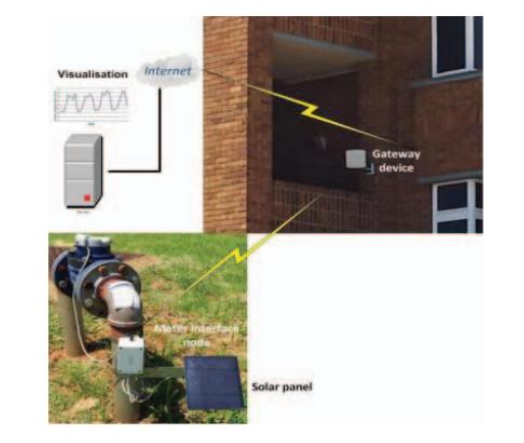 Visualisation
Internet
Gateway
device
Meter interface
node
Solar panel